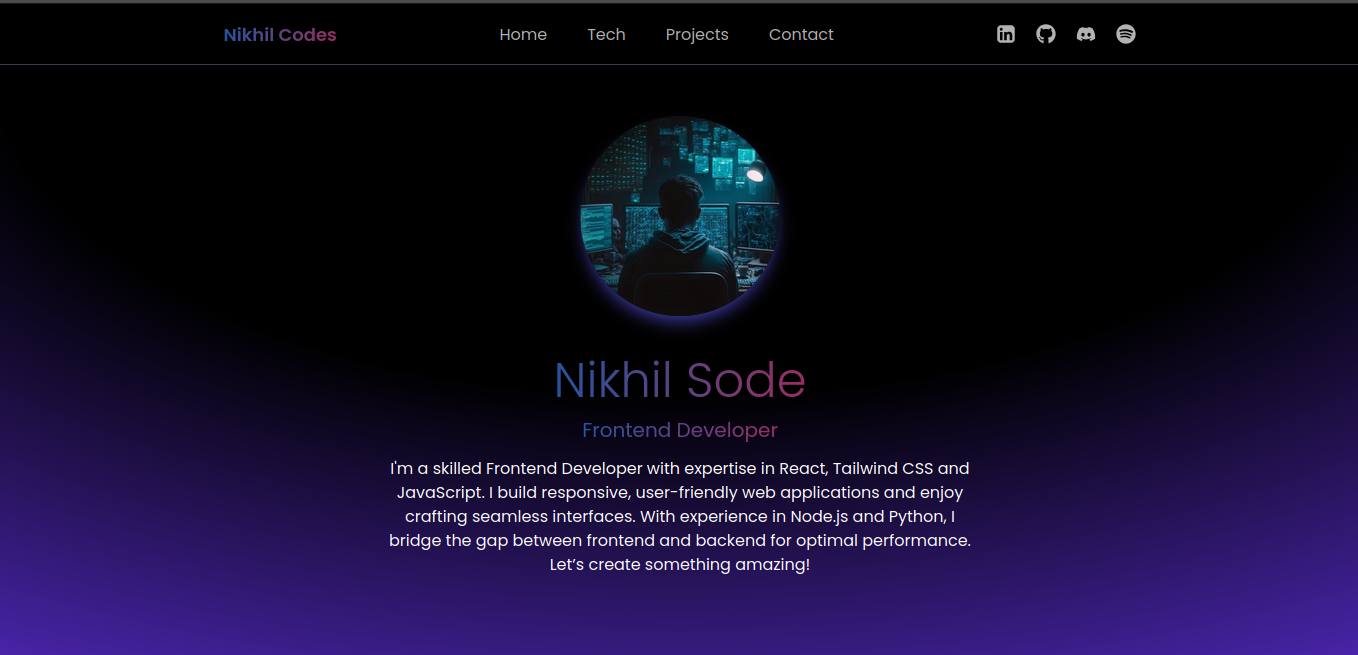 Nikhil Codes
Home Tech Projects Contact
Nikhil Sode
Frontend Developer
I'm a skilled Frontend Developer with expertise in React, Tailwind CSS and
JavaScript. I build responsive, user-friendly web applications and enjoy
crafting seamless interfaces. With experience in Node.js and Python, I
bridge the gap between frontend and backend for optimal performance.
Let’s create something amazing!